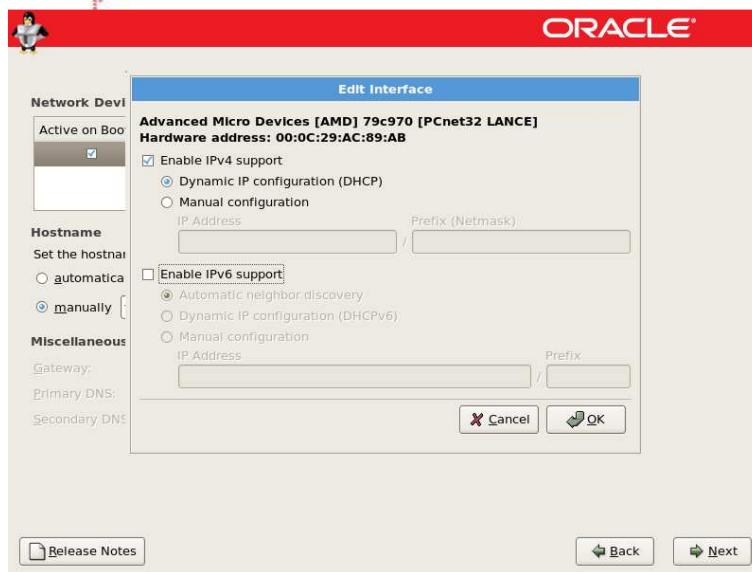 ORACLE®
Edit Interface
Network Devi
Advanced Micro Devices [AMD] 79c970 [PCnet32 LANCE]
Active on Boo
Hardware address: 00:0C:29:AC:89:AB
Enable IPv4 support
Dynamic IP configuration (DHCP)
Manual configuration
IP Address Prefix (Netmask)
/
Hostname
Set the hostnar
Enable IPv6 support
automatica
Automatic neighbor discovery
manually
Dynamic IP configuration (DHCPv6)
Manual configuration
Miscellaneous
IP Address Prefix
/
Gateway:
Primary DNS:
Secondary DNS
Cancel OK
Release Notes Back Next